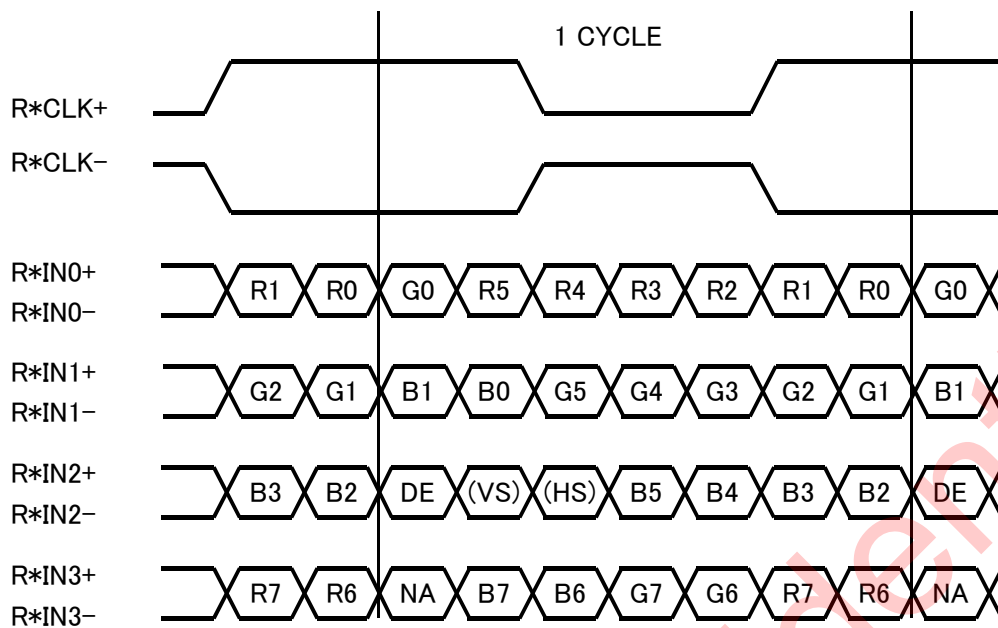 1 CYCLE
R*CLK+
R*CLK-
R*IN0+
R*IN0-
R1 R0 G0 R5 R4 R3 R2 R1 R0 G0
R*IN1+
R*IN1-
G2 G1 B1 B0 G5 G4 G3 G2 G1 B1
R*IN2+
R*IN2-
B3 B2 DE (VS) (HS) B5 B4 B3 B2 DE
R*IN3+
R*IN3-
R7 R6 NA B7 B6 G7 G6 R7 R6 NA